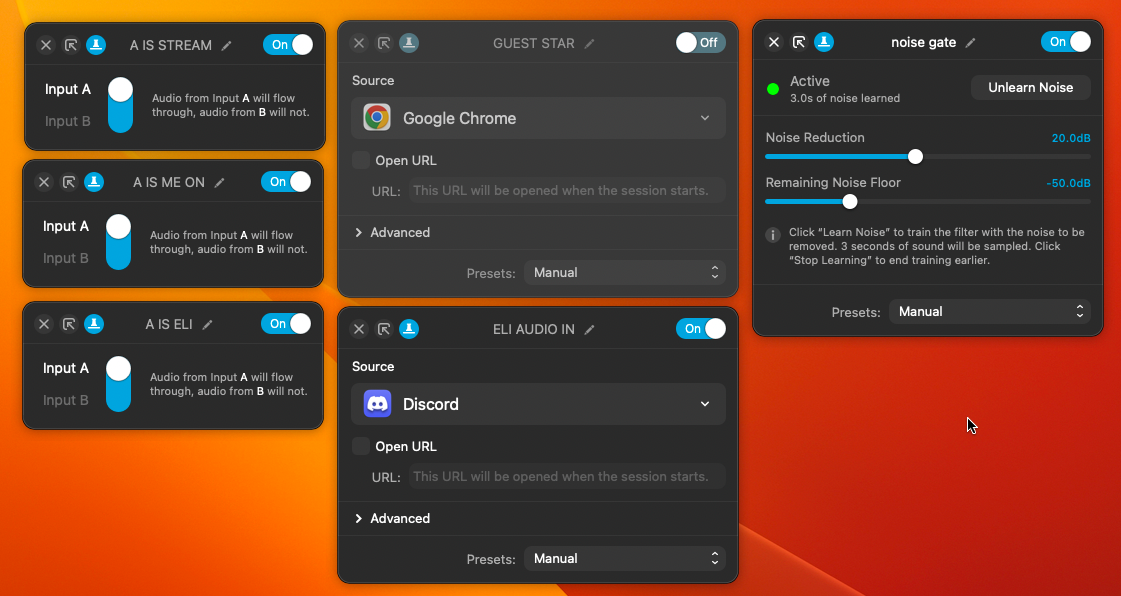 A IS STREAM
On
Input A
Input B
Audio from Input A will flow
through, audio from B will not.
A IS ME ON
On
Input A
Input B
Audio from Input A will flow
through, audio from B will not.
A IS ELI
On
Input A
Input B
Audio from Input A will flow
through, audio from B will not.
GUEST STAR
Off
Source
Google Chrome
Open URL
URL: This URL will be opened when the session starts.
Advanced
Presets: Manual
ELI AUDIO IN
On
Source
Discord
Open URL
URL: This URL will be opened when the session starts.
Advanced
Presets: Manual
noise gate
On
Active
3.0s of noise learned
Unlearn Noise
Noise Reduction 20.0dB
Remaining Noise Floor -50.0dB
Click “Learn Noise” to train the filter with the noise to be
removed. 3 seconds of sound will be sampled. Click
“Stop Learning” to end training earlier.
Presets: Manual